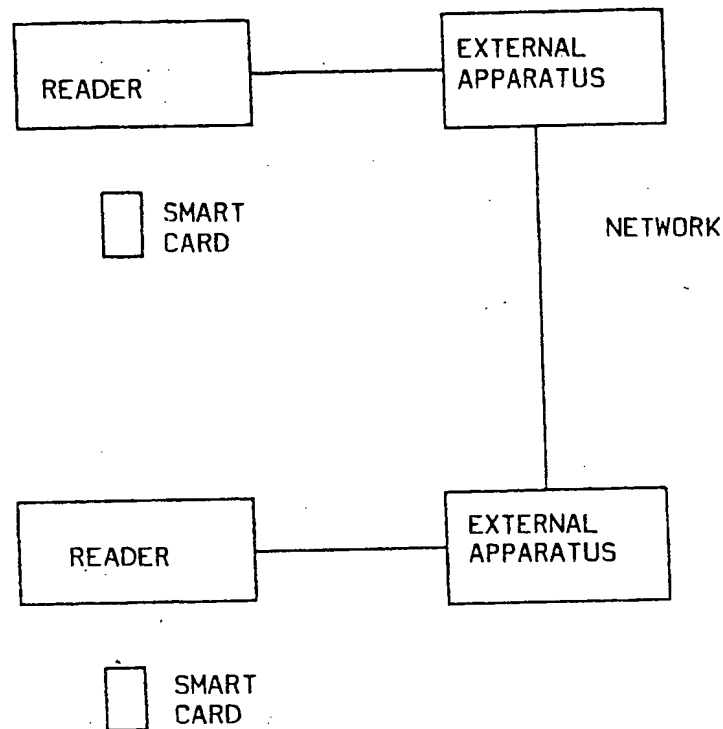 READER
EXTERNAL
APPARATUS
SMART
CARD
NETWORK
READER
EXTERNAL
APPARATUS
SMART
CARD